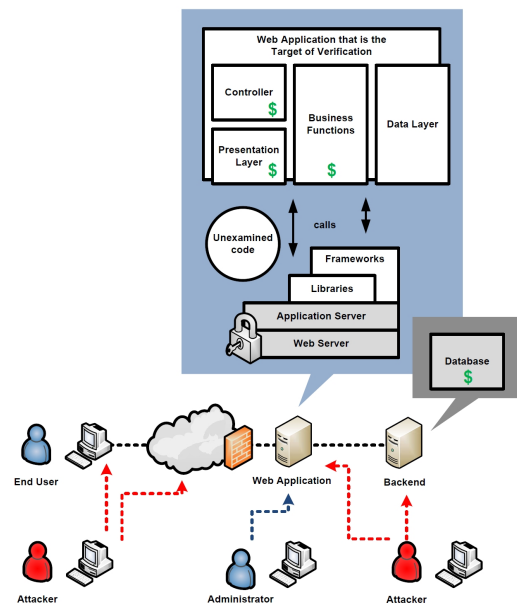 Web Application that is the
Target of Verification
Controller
$
Presentation
Layer
$
Business
Functions
$
Data Layer
Unexamined
code
calls
Frameworks
Libraries
Application Server
Web Server
Database
$
End User
Web Application
Backend
Attacker
Administrator
Attacker